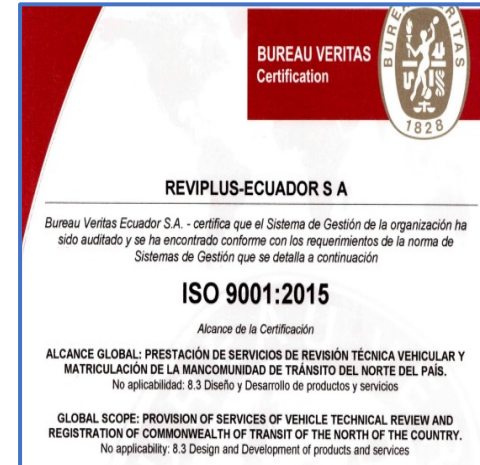 BUREAU VERITAS
Certification
BUREAU VERITAS
1828
REVIPLUS-ECUADOR S A
Bureau Veritas Ecuador S.A. - certifica que el Sistema de Gestión de la organización ha
sido auditado y se ha encontrado conforme con los requerimientos de la norma de
Sistemas de Gestión que se detalla a continuación
ISO 9001:2015
Alcance de la Certificación
ALCANCE GLOBAL: PRESTACIÓN DE SERVICIOS DE REVISIÓN TÉCNICA VEHICULAR Y
MATRICULACIÓN DE LA MANCOMUNIDAD DE TRÁNSITO DEL NORTE DEL PAÍS.
No aplicabilidad: 8.3 Diseño y Desarrollo de productos y servicios
GLOBAL SCOPE: PROVISION OF SERVICES OF VEHICLE TECHNICAL REVIEW AND
REGISTRATION OF COMMONWEALTH OF TRANSIT OF THE NORTH OF THE COUNTRY.
No applicability: 8.3 Design and Development of products and services